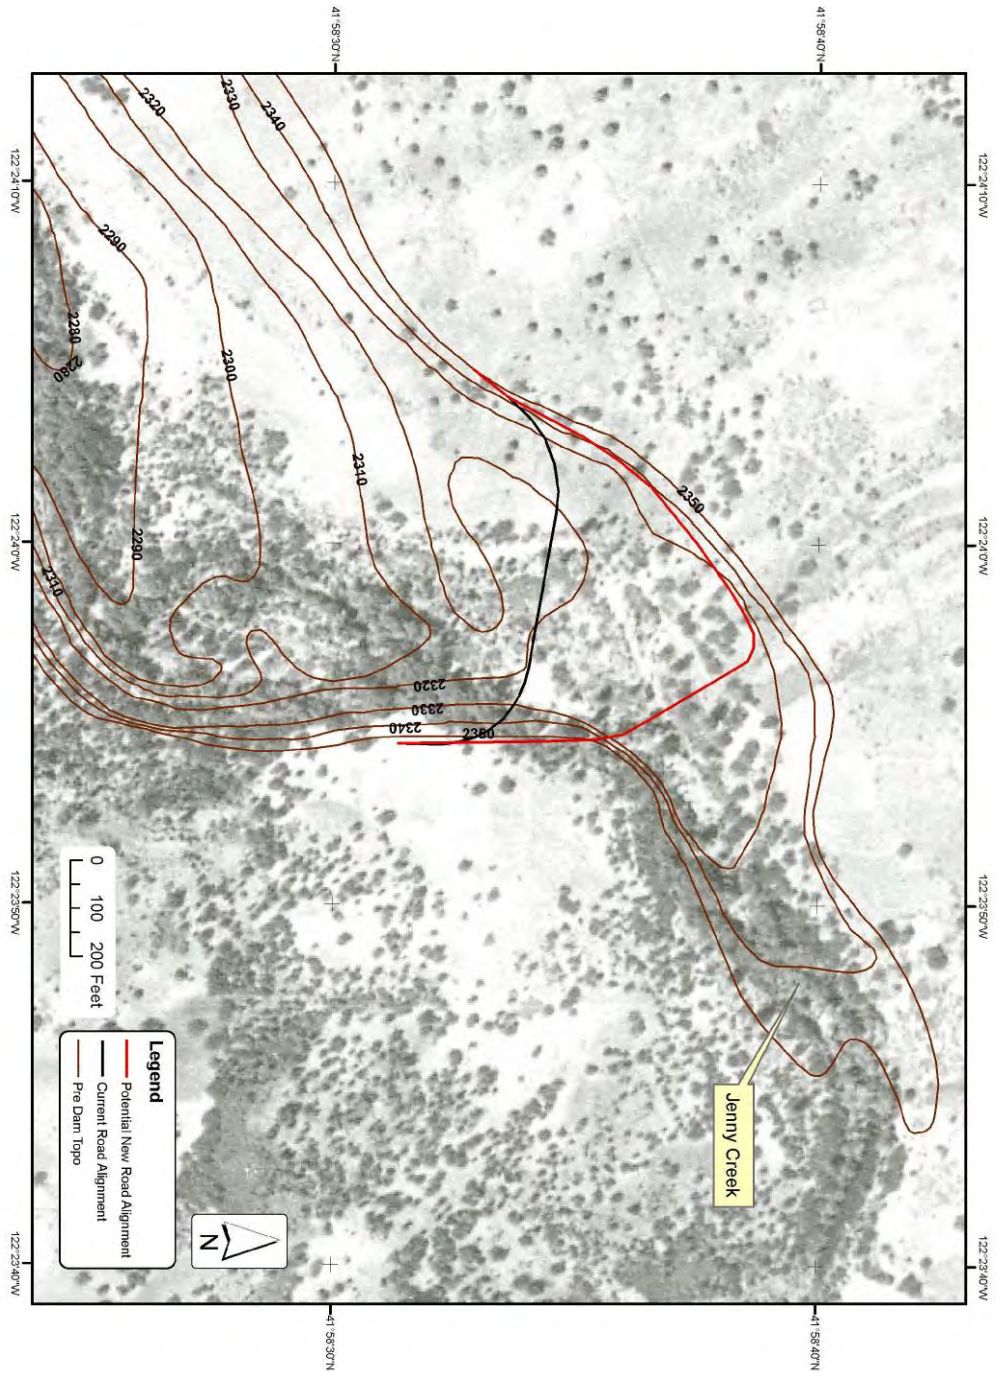 41°58'30"N
41°58'40"N
122°24'10"W
122°24'10"W
2320
2330
2340
2290
2280
2280
2300
2350
2310
2290
122°24'0"W
122°24'0"W
2310
2320
2330
2340
2350
122°23'50"W
122°23'50"W
0 100 200 Feet
Jenny Creek
Legend
Potential New Road Alignment
Current Road Alignment
Pre Dam Topo
N
122°23'40"W
122°23'40"W
41°58'30"N
41°58'40"N